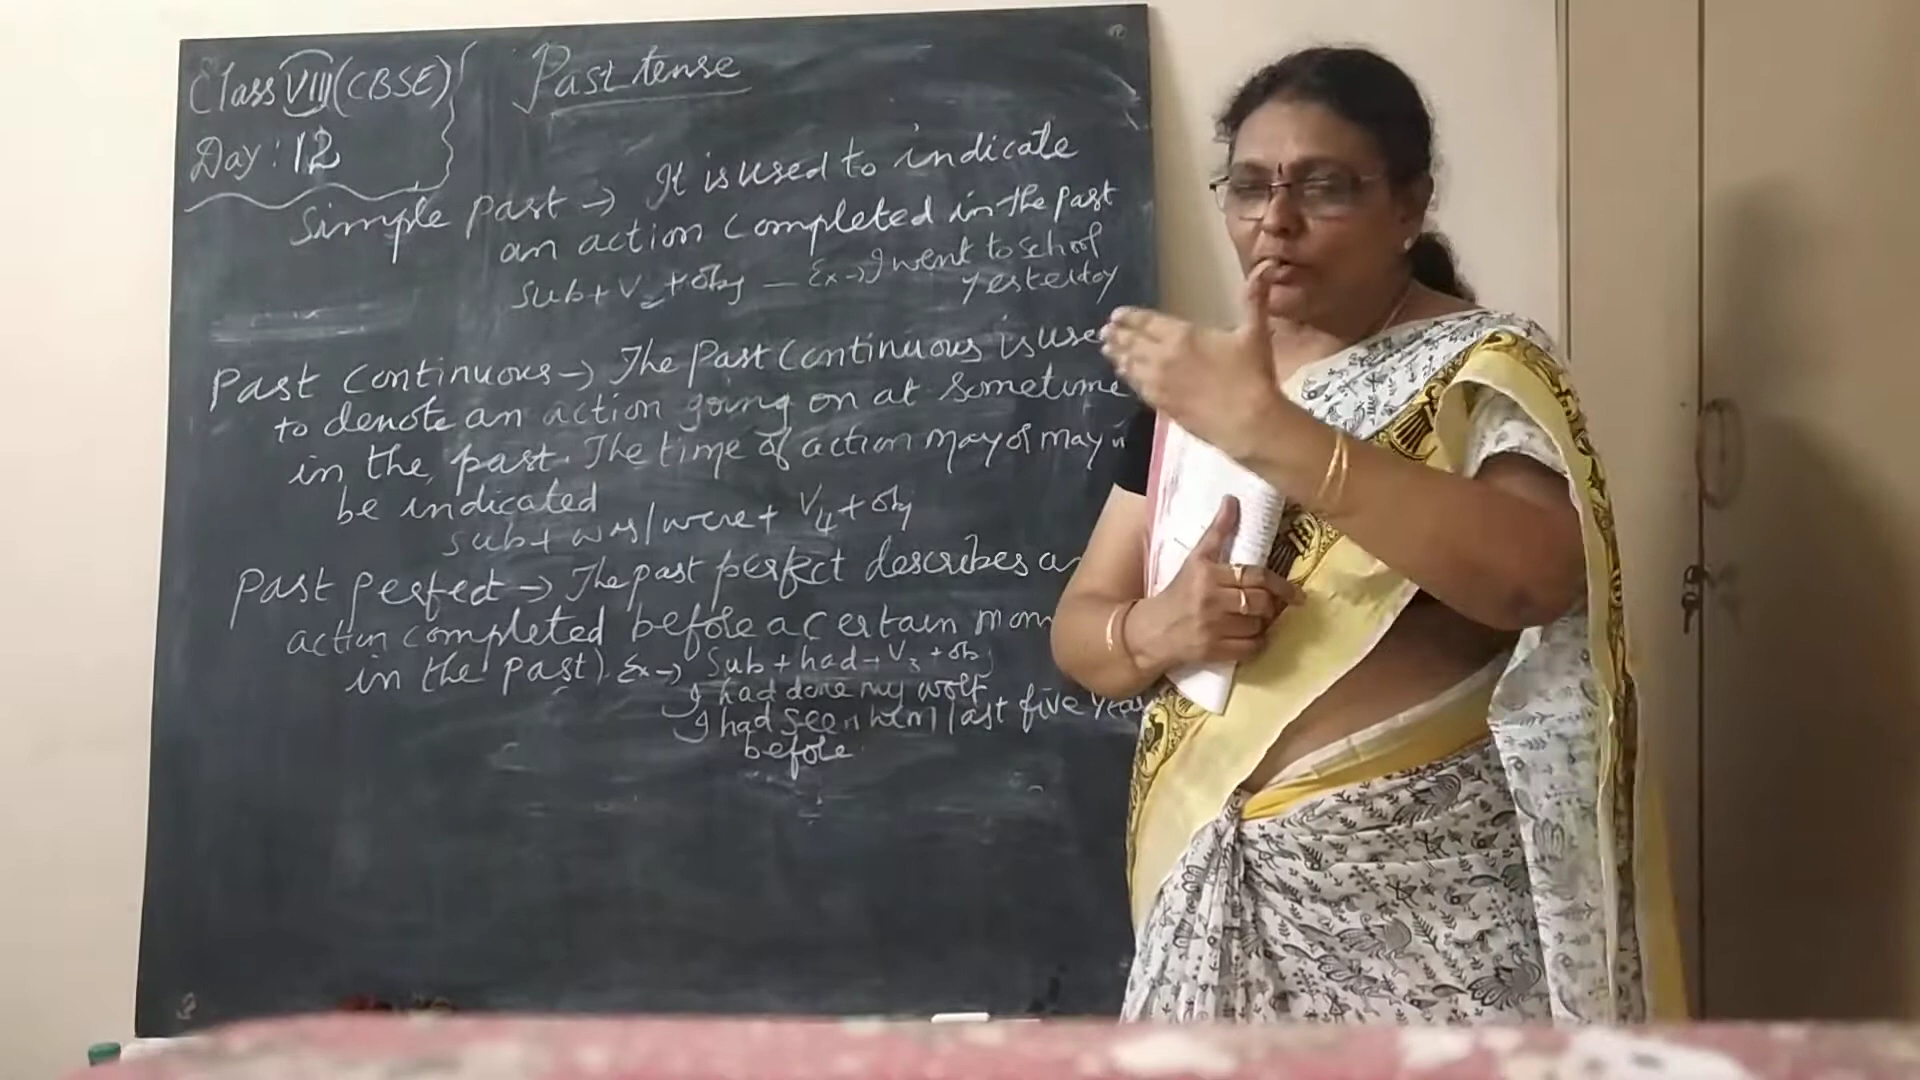 Class VIII (CBSE)
Day: 12
Past tense
Simple past → It is used to indicate
an action completed in the past
Sub + V2 + obj — Ex → I went to school
yesterday
Past Continuous → The Past Continuous is use
to denote an action going on at sometime
in the past. The time of action may or may
be indicated
Sub + was/were + V4 + obj
Past perfect → The past perfect describes an
action completed before a certain mom
in the past). Ex → Sub + had + V3 + obj
I had done my work
I had seen him last five years
before